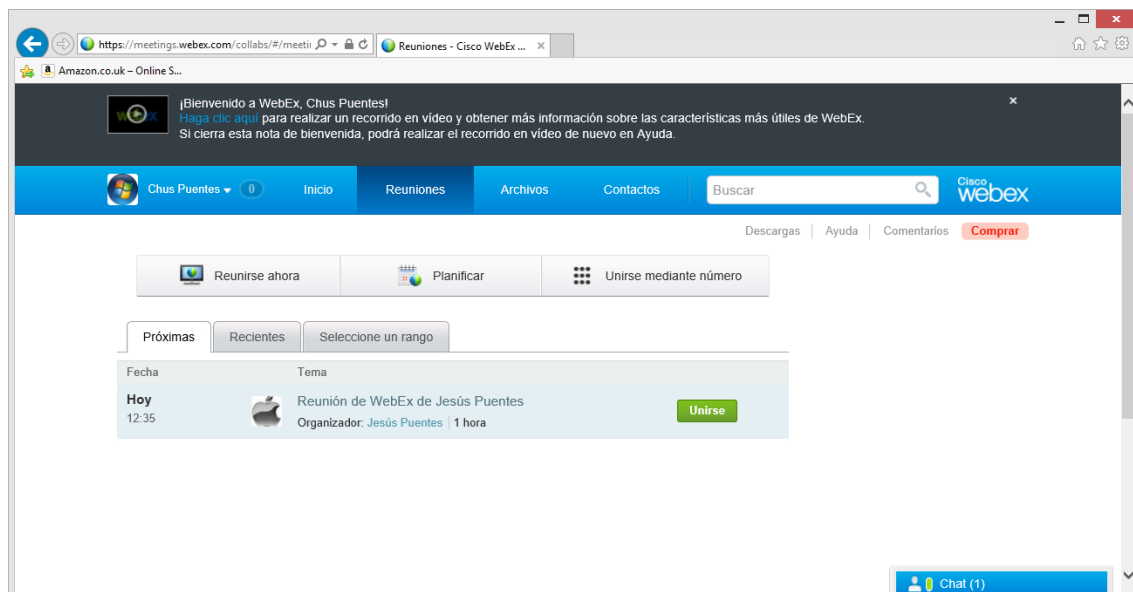 https://meetings.webex.com/collabs/#/meetii
Reuniones - Cisco WebEx ...
Amazon.co.uk – Online S...
WebEx
¡Bienvenido a WebEx, Chus Puentes!
Haga clic aquí para realizar un recorrido en vídeo y obtener más información sobre las características más útiles de WebEx.
Si cierra esta nota de bienvenida, podrá realizar el recorrido en vídeo de nuevo en Ayuda.
Chus Puentes 0 Inicio Reuniones Archivos Contactos Buscar
Cisco
webex
Descargas Ayuda Comentarios Comprar
Reunirse ahora Planificar Unirse mediante número
Próximas Recientes Seleccione un rango
Fecha Tema
Hoy Reunión de WebEx de Jesús Puentes
12:35 Organizador: Jesús Puentes | 1 hora
Unirse
Chat (1)